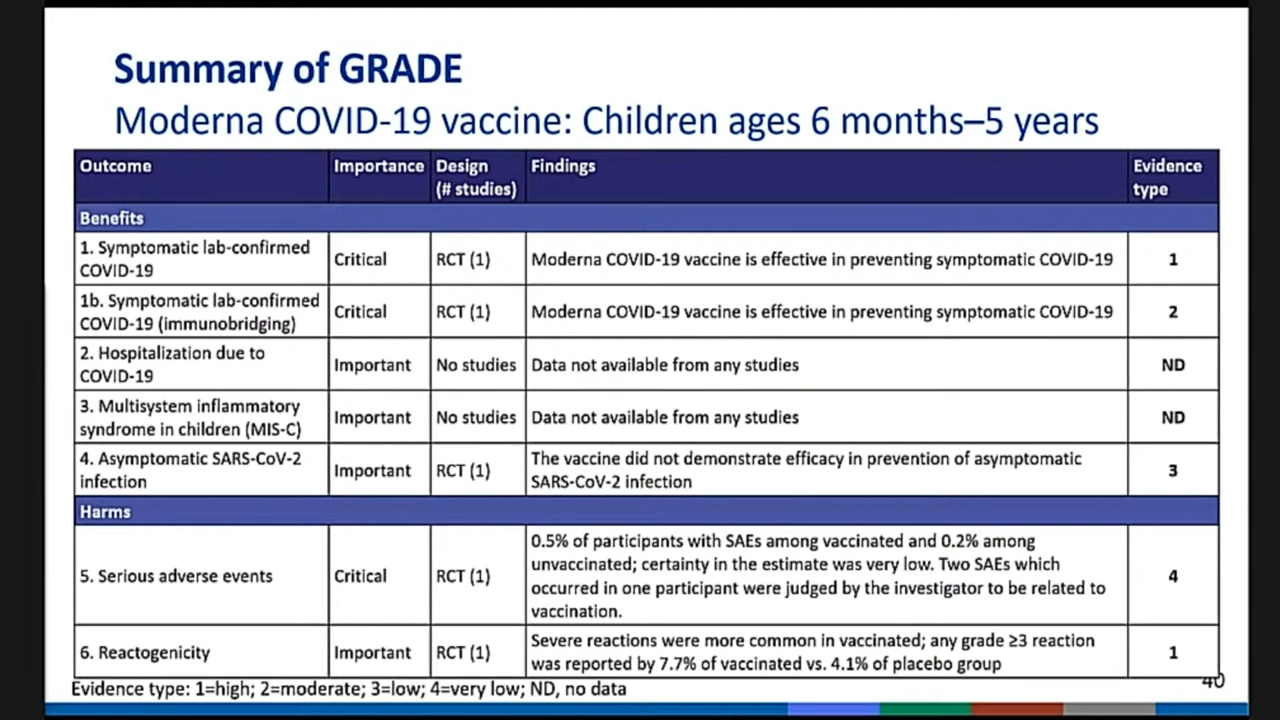 Summary of GRADE
Moderna COVID-19 vaccine: Children ages 6 months–5 years
Outcome Importance Design (# studies) Findings Evidence type
Benefits
1. Symptomatic lab-confirmed COVID-19 Critical RCT (1) Moderna COVID-19 vaccine is effective in preventing symptomatic COVID-19 1
1b. Symptomatic lab-confirmed COVID-19 (immunobridging) Critical RCT (1) Moderna COVID-19 vaccine is effective in preventing symptomatic COVID-19 2
2. Hospitalization due to COVID-19 Important No studies Data not available from any studies ND
3. Multisystem inflammatory syndrome in children (MIS-C) Important No studies Data not available from any studies ND
4. Asymptomatic SARS-CoV-2 infection Important RCT (1) The vaccine did not demonstrate efficacy in prevention of asymptomatic SARS-CoV-2 infection 3
Harms
5. Serious adverse events Critical RCT (1) 0.5% of participants with SAEs among vaccinated and 0.2% among unvaccinated; certainty in the estimate was very low. Two SAEs which occurred in one participant were judged by the investigator to be related to vaccination. 4
6. Reactogenicity Important RCT (1) Severe reactions were more common in vaccinated; any grade ≥3 reaction was reported by 7.7% of vaccinated vs. 4.1% of placebo group 1
Evidence type: 1=high; 2=moderate; 3=low; 4=very low; ND, no data
40